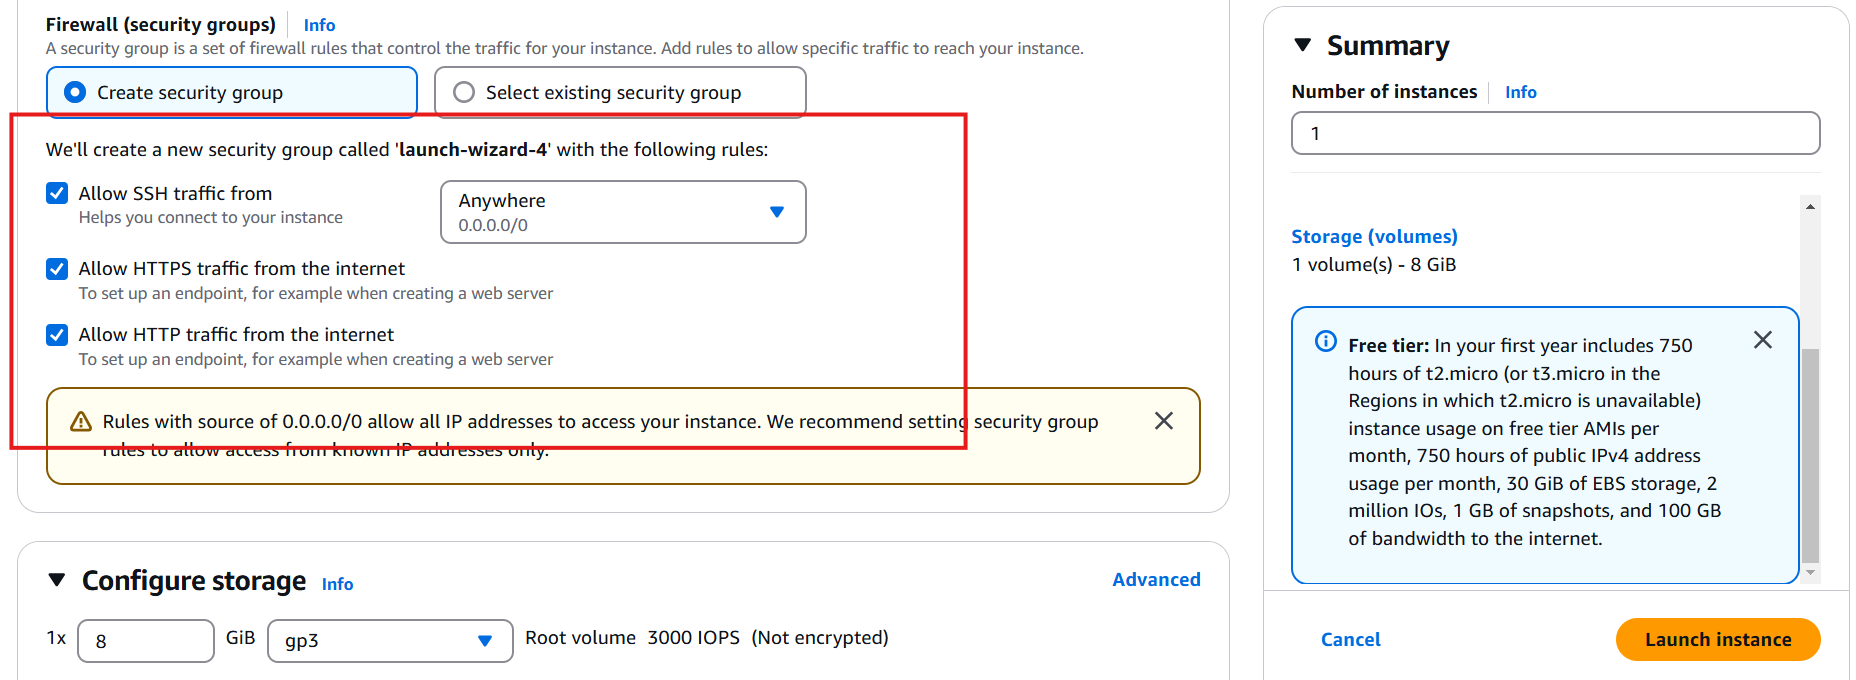 Firewall (security groups) Info
A security group is a set of firewall rules that control the traffic for your instance. Add rules to allow specific traffic to reach your instance.
Create security group
Select existing security group
We'll create a new security group called 'launch-wizard-4' with the following rules:
Allow SSH traffic from
Helps you connect to your instance
Anywhere
0.0.0.0/0
Allow HTTPS traffic from the internet
To set up an endpoint, for example when creating a web server
Allow HTTP traffic from the internet
To set up an endpoint, for example when creating a web server
Rules with source of 0.0.0.0/0 allow all IP addresses to access your instance. We recommend setting security group
rules to allow access from known IP addresses only.
Configure storage Info
Advanced
1x 8 GiB gp3 Root volume 3000 IOPS (Not encrypted)
Summary
Number of instances Info
1
Storage (volumes)
1 volume(s) - 8 GiB
Free tier: In your first year includes 750
hours of t2.micro (or t3.micro in the
Regions in which t2.micro is unavailable)
instance usage on free tier AMIs per
month, 750 hours of public IPv4 address
usage per month, 30 GiB of EBS storage, 2
million IOs, 1 GB of snapshots, and 100 GB
of bandwidth to the internet.
Cancel
Launch instance